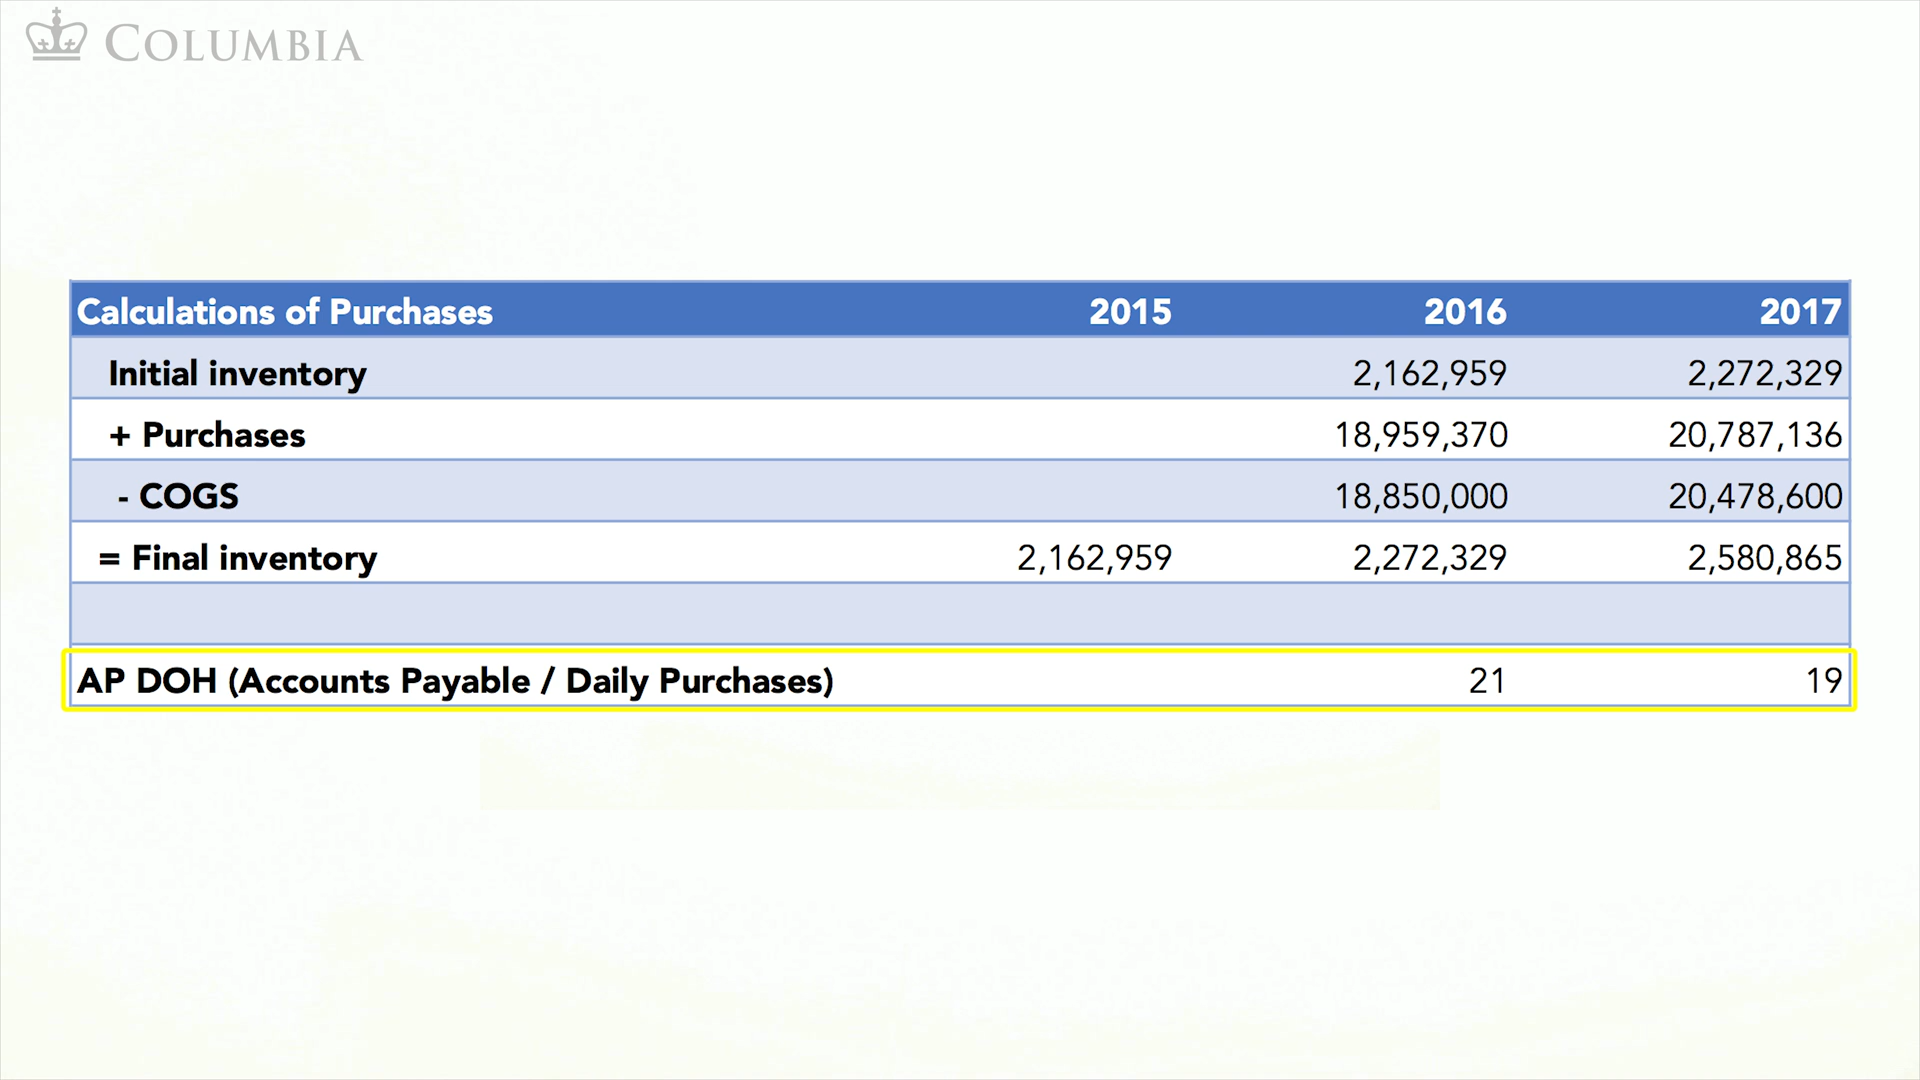 COLUMBIA
Calculations of Purchases 2015 2016 2017
Initial inventory 2,162,959 2,272,329
+ Purchases 18,959,370 20,787,136
- COGS 18,850,000 20,478,600
= Final inventory 2,162,959 2,272,329 2,580,865
AP DOH (Accounts Payable / Daily Purchases) 21 19